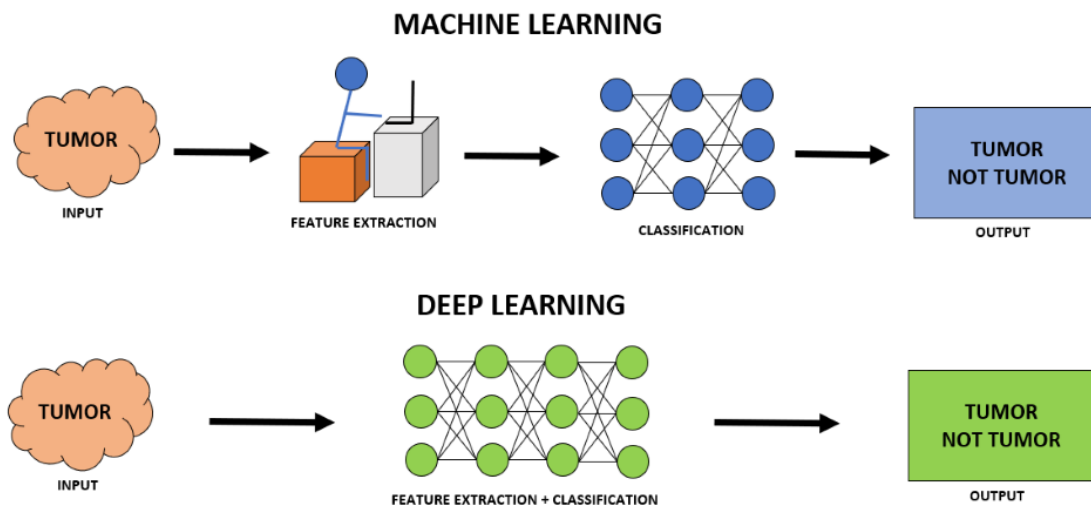 MACHINE LEARNING
TUMOR
INPUT
FEATURE EXTRACTION
CLASSIFICATION
TUMOR
NOT TUMOR
OUTPUT
DEEP LEARNING
TUMOR
INPUT
FEATURE EXTRACTION + CLASSIFICATION
TUMOR
NOT TUMOR
OUTPUT